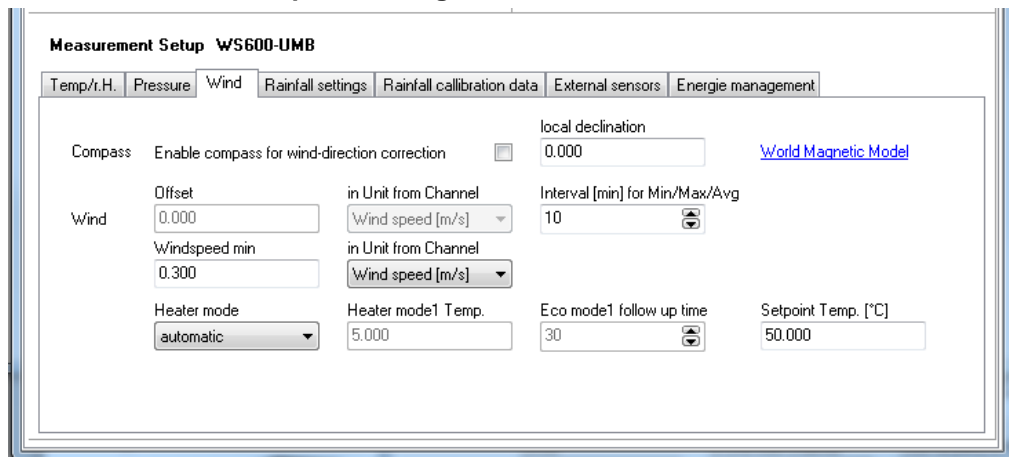 Measurement Setup WS600-UMB
Temp/r.H. Pressure Wind Rainfall settings Rainfall callibration data External sensors Energie management
local declination
Compass Enable compass for wind-direction correction 0.000 World Magnetic Model
Offset in Unit from Channel Interval [min] for Min/Max/Avg
Wind 0.000 Wind speed [m/s] 10
Windspeed min in Unit from Channel
0.300 Wind speed [m/s]
Heater mode Heater mode1 Temp. Eco mode1 follow up time Setpoint Temp. [°C]
automatic 5.000 30 50.000